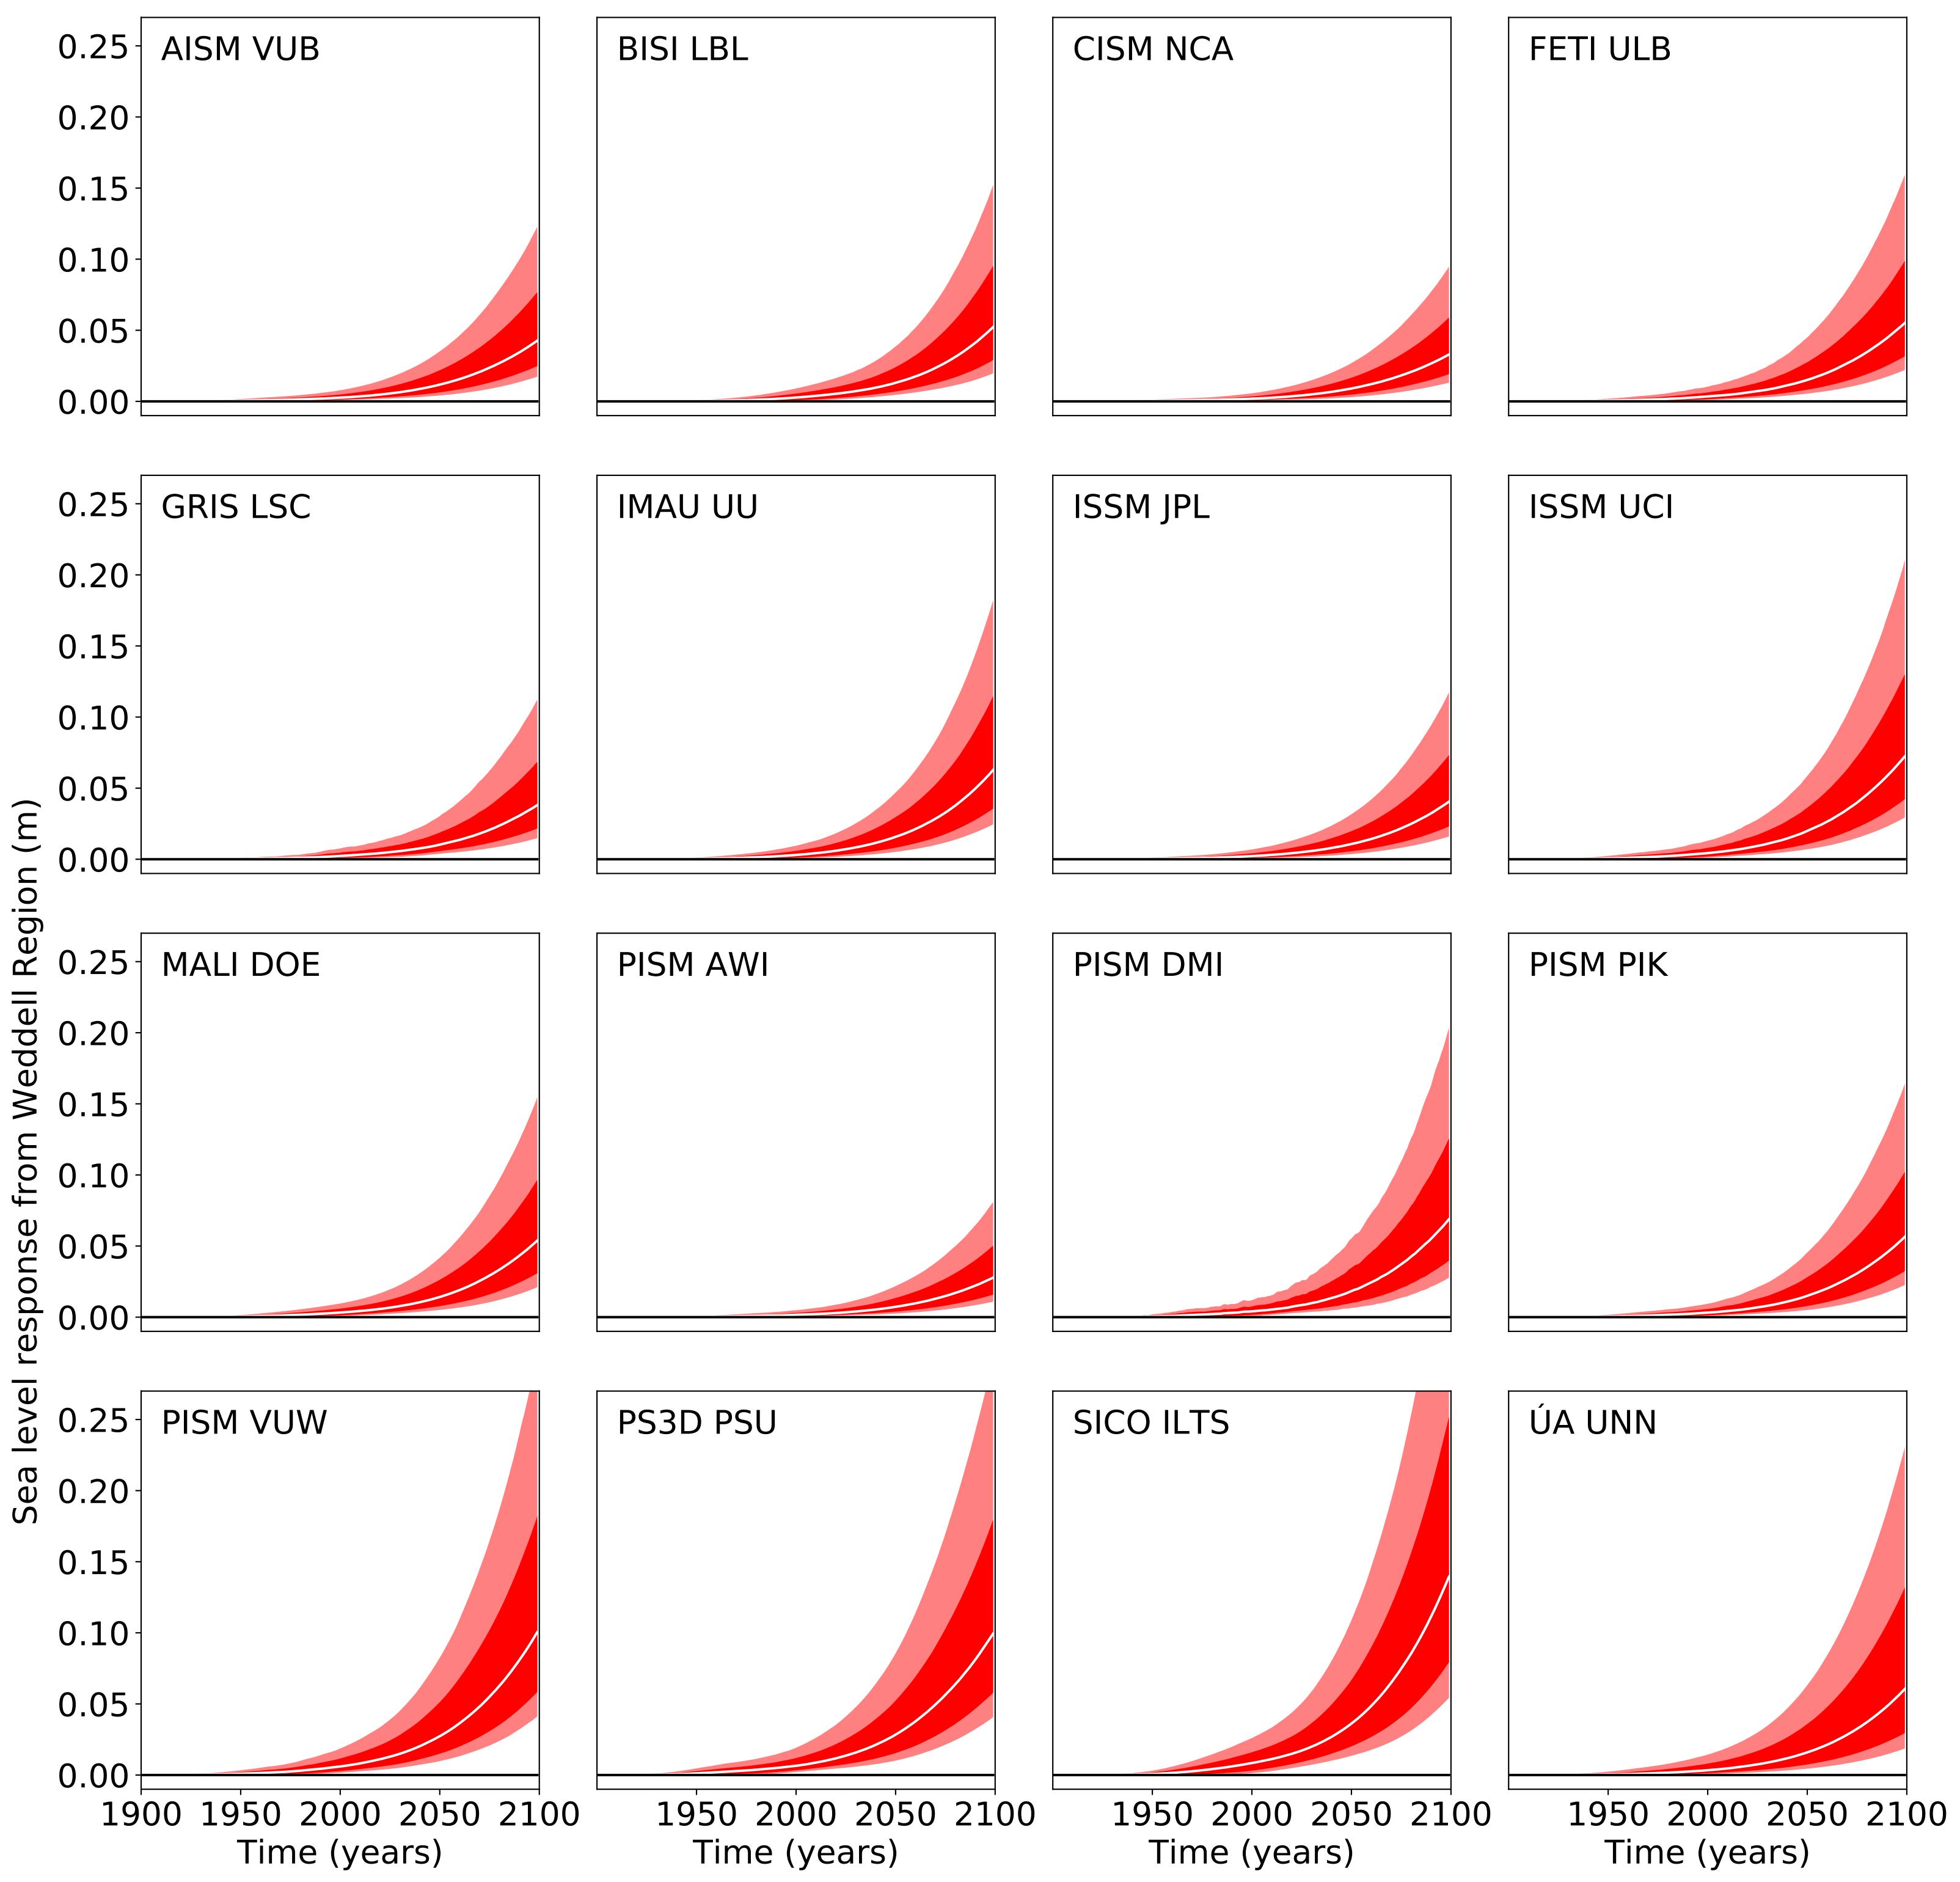 0.25
0.20
0.15
0.10
0.05
0.00
AISM VUB
BISI LBL
CISM NCA
FETI ULB
0.25
0.20
0.15
0.10
0.05
0.00
GRIS LSC
IMAU UU
ISSM JPL
ISSM UCI
Sea level response from Weddell Region (m)
0.25
0.20
0.15
0.10
0.05
0.00
MALI DOE
PISM AWI
PISM DMI
PISM PIK
0.25
0.20
0.15
0.10
0.05
0.00
PISM VUW
PS3D PSU
SICO ILTS
ÚA UNN
1900 1950 2000 2050 2100
1950 2000 2050 2100
1950 2000 2050 2100
1950 2000 2050 2100
Time (years)
Time (years)
Time (years)
Time (years)